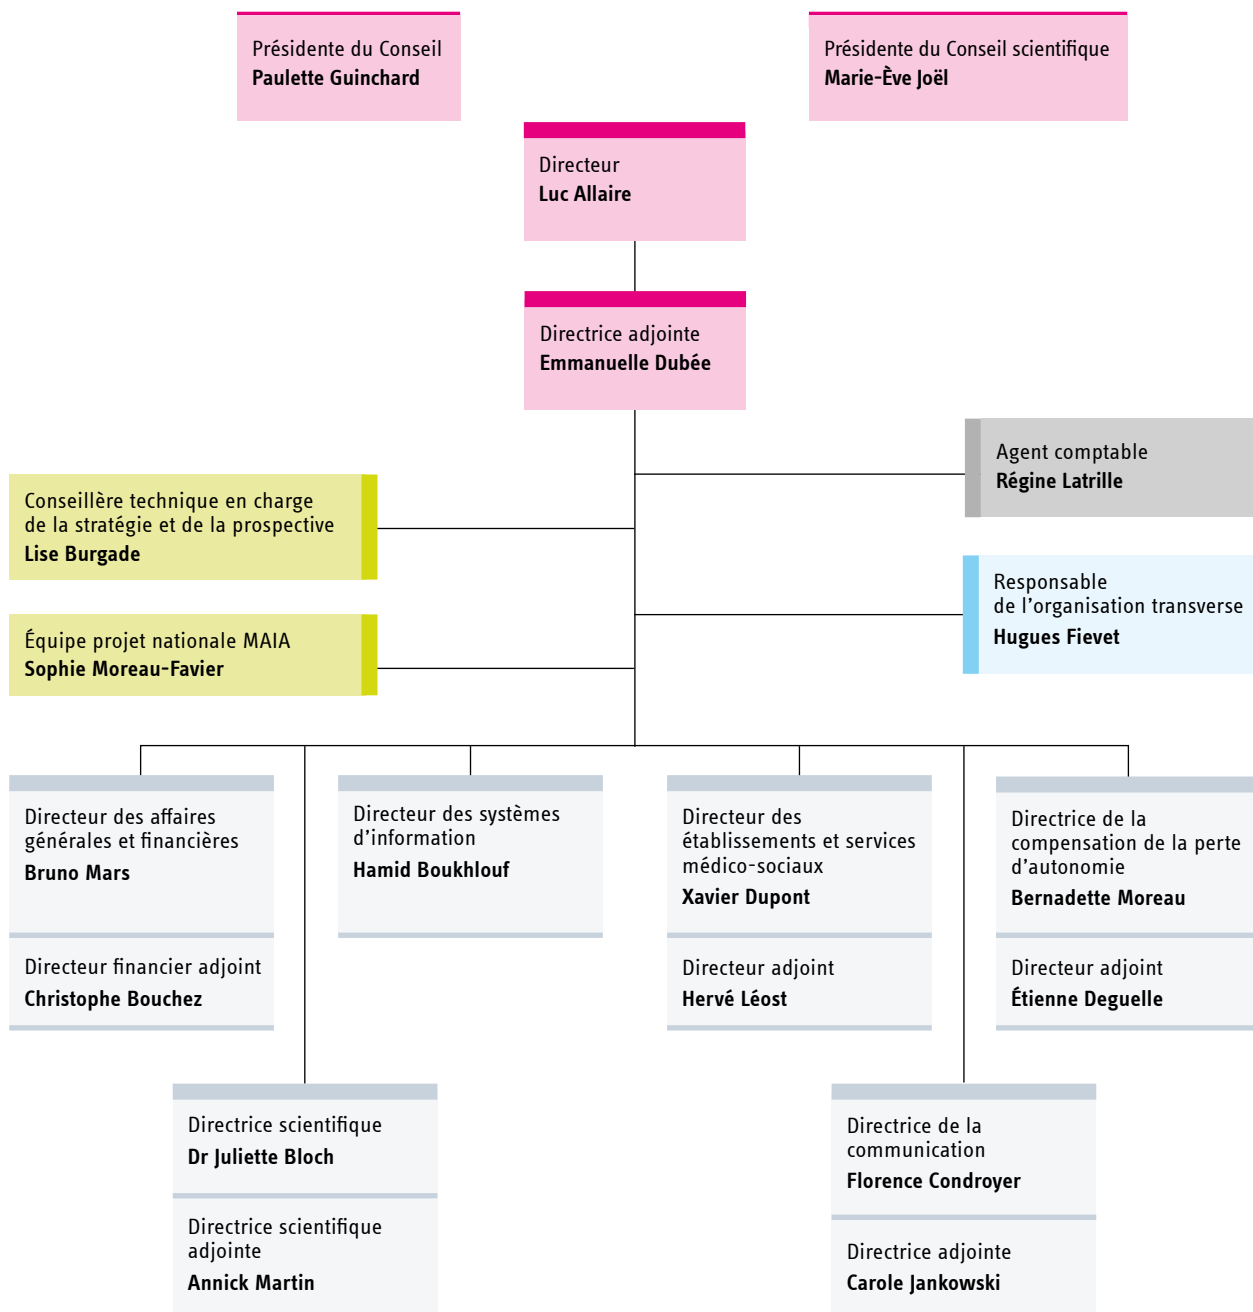 Présidente du Conseil
Paulette Guinchard
Présidente du Conseil scientifique
Marie-Ève Joël
Directeur
Luc Allaire
Directrice adjointe
Emmanuelle Dubée
Agent comptable
Régine Latrille
Conseillère technique en charge
de la stratégie et de la prospective
Lise Burgade
Responsable
de l’organisation transverse
Hugues Fievet
Équipe projet nationale MAIA
Sophie Moreau-Favier
Directeur des affaires
générales et financières
Bruno Mars
Directeur financier adjoint
Christophe Bouchez
Directeur des systèmes
d’information
Hamid Boukhlouf
Directeur des
établissements et services
médico-sociaux
Xavier Dupont
Directeur adjoint
Hervé Léost
Directrice de la
compensation de la perte
d’autonomie
Bernadette Moreau
Directeur adjoint
Étienne Deguelle
Directrice scientifique
Dr Juliette Bloch
Directrice scientifique
adjointe
Annick Martin
Directrice de la
communication
Florence Condroyer
Directrice adjointe
Carole Jankowski